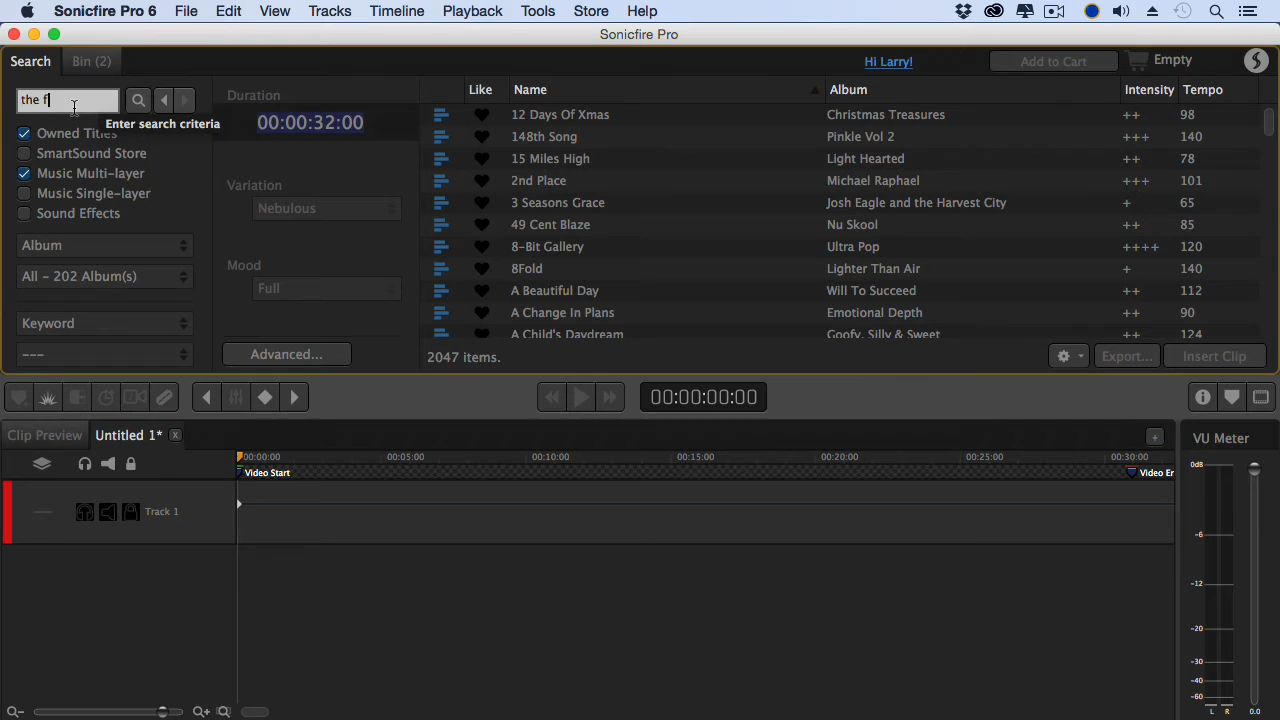 Sonicfire Pro 6 File Edit View Tracks Timeline Playback Tools Store Help
Sonicfire Pro
Search Bin (2) Hi Larry! Add to Cart Empty
the f
Enter search criteria
Owned Titles
SmartSound Store
Music Multi-layer
Music Single-layer
Sound Effects
Album
All - 202 Album(s)
Keyword
---
Duration
00:00:32:00
Variation
Nebulous
Mood
Full
Advanced...
Like Name Album Intensity Tempo
12 Days Of Xmas Christmas Treasures ++ 98
148th Song Pinkle Vol 2 +++ 140
15 Miles High Light Hearted ++ 78
2nd Place Michael Raphael +++ 101
3 Seasons Grace Josh Eagle and the Harvest City + 65
49 Cent Blaze Nu Skool ++ 85
8-Bit Gallery Ultra Pop ++++ 120
8Fold Lighter Than Air + 140
A Beautiful Day Will To Succeed ++ 112
A Change In Plans Emotional Depth ++ 90
A Child's Daydream Goofy, Silly & Sweet ++ 124
2047 items. Export... Insert Clip
00:00:00:00
Clip Preview Untitled 1* x +
00:00:00 00:05:00 00:10:00 00:15:00 00:20:00 00:25:00 00:30:00
Video Start Video En
Track 1
VU Meter
0dB
-6
-12
-20
-30
-40
-60
L R 0.0